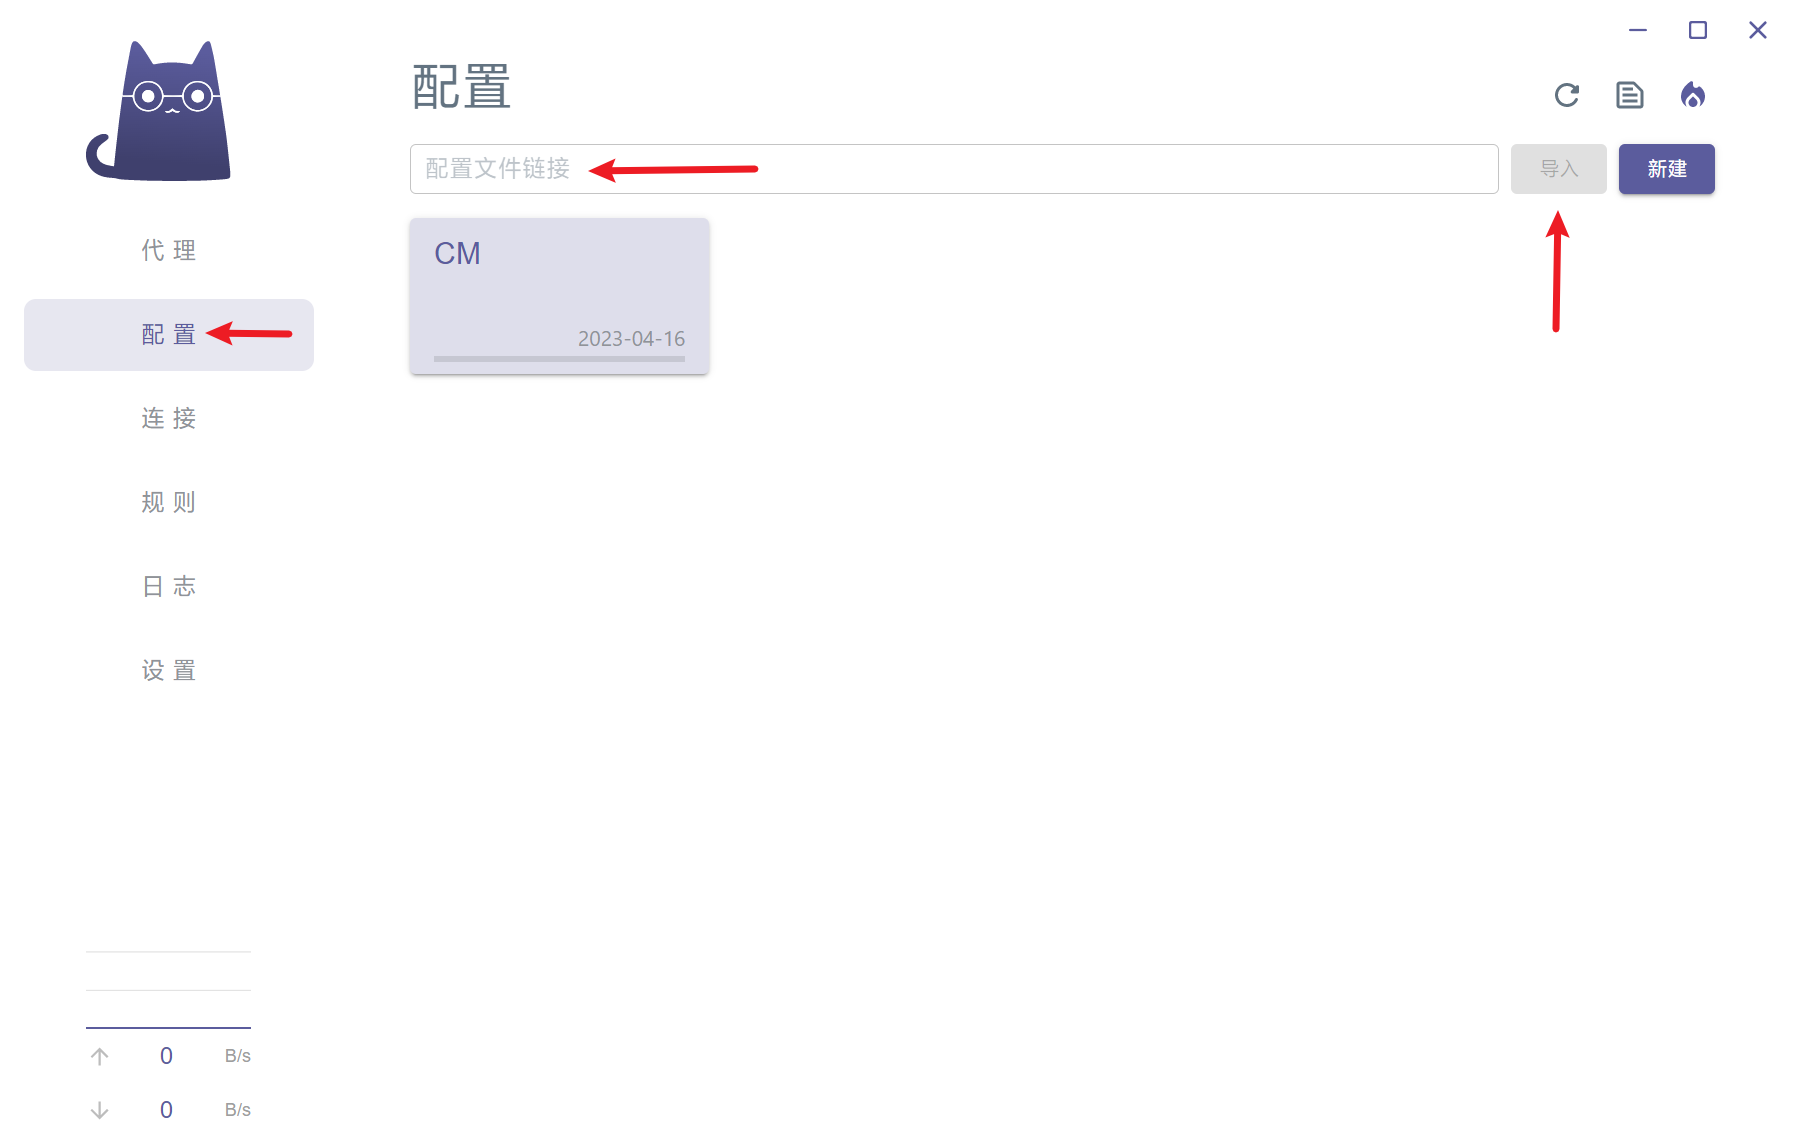 配置
配置文件链接
导入
新建
CM
2023-04-16
代 理
配 置
连 接
规 则
日 志
设 置
0 B/s
0 B/s